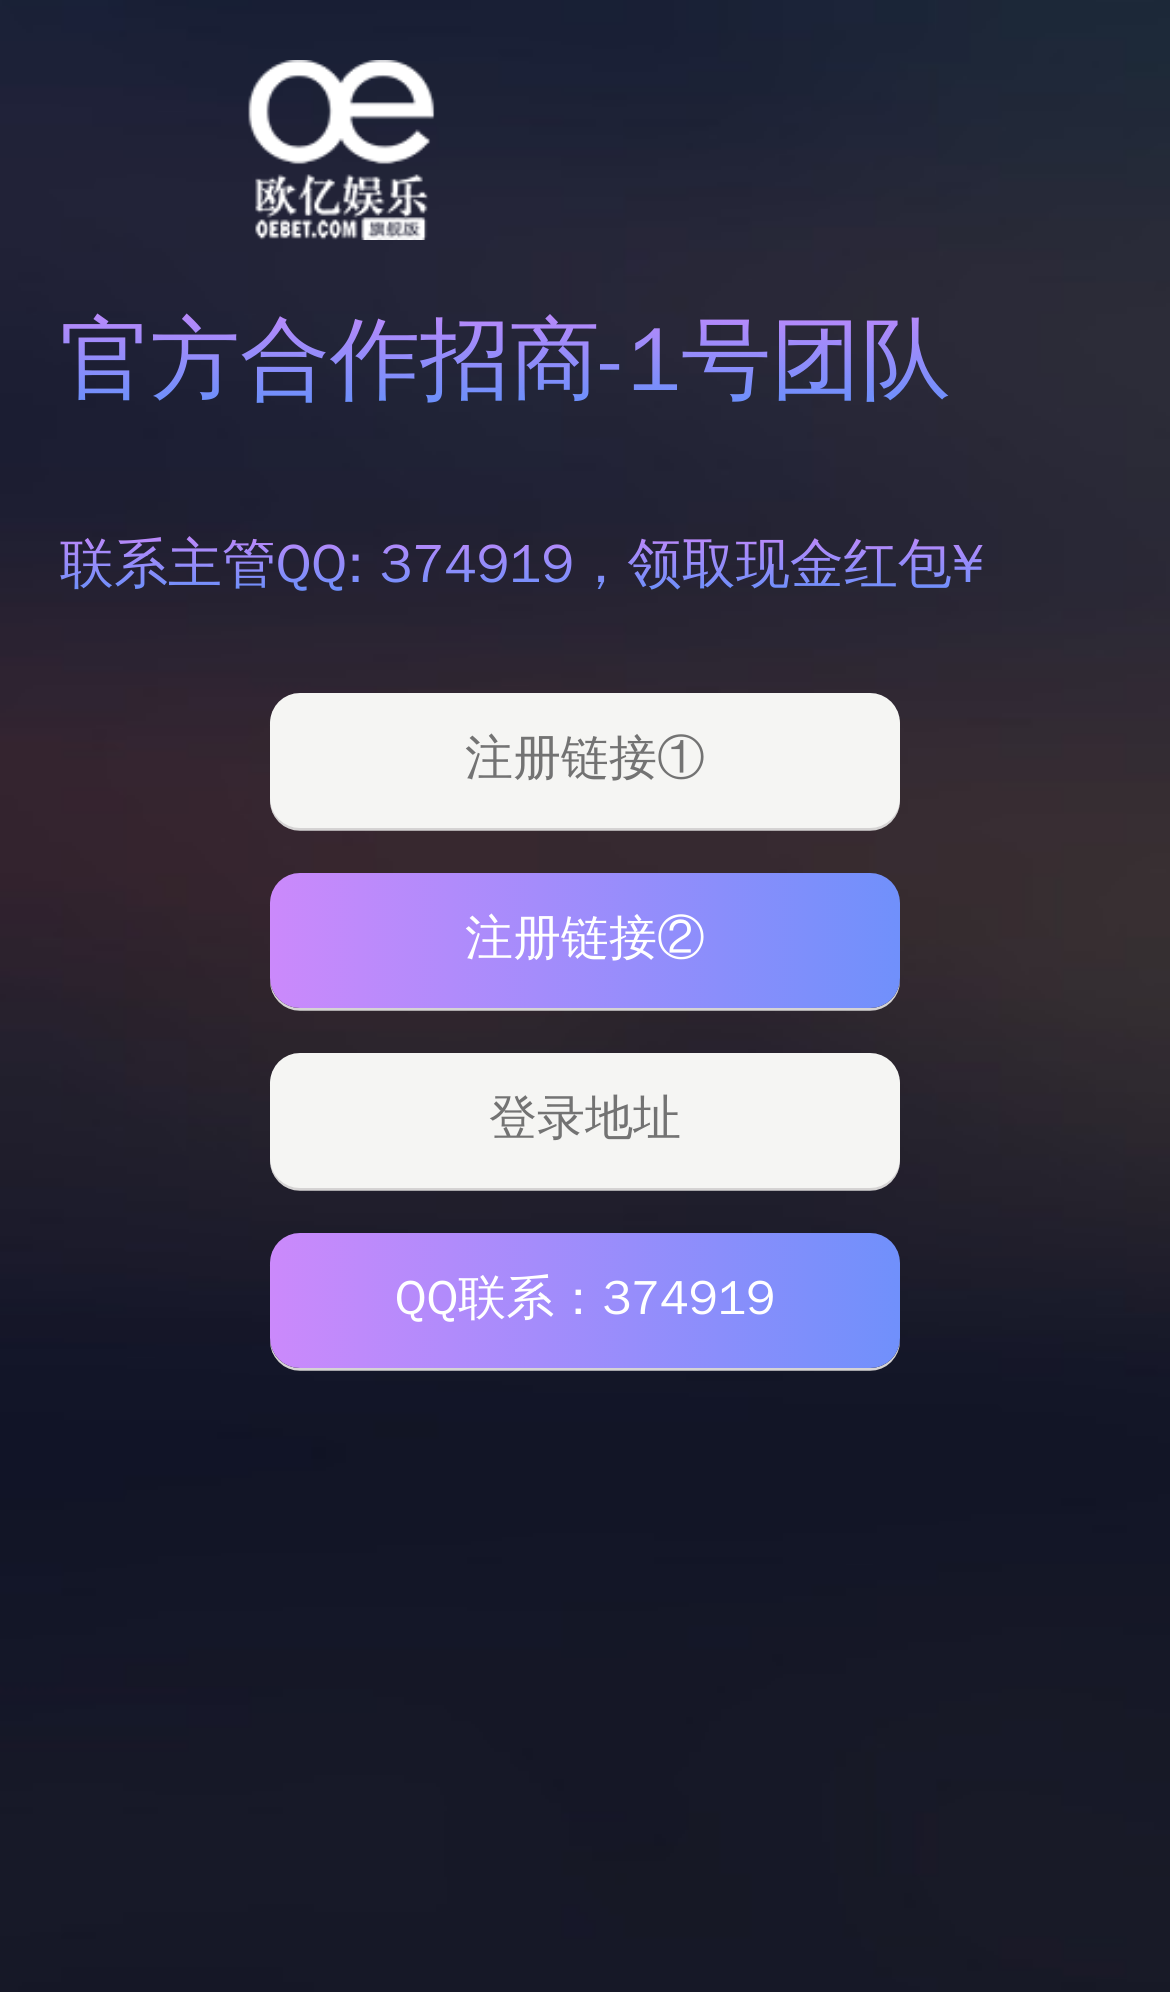 oe
欧亿娱乐
OEBET.COM 旗舰版
官方合作招商-1号团队
联系主管QQ: 374919，领取现金红包¥
注册链接①
注册链接②
登录地址
QQ联系：374919